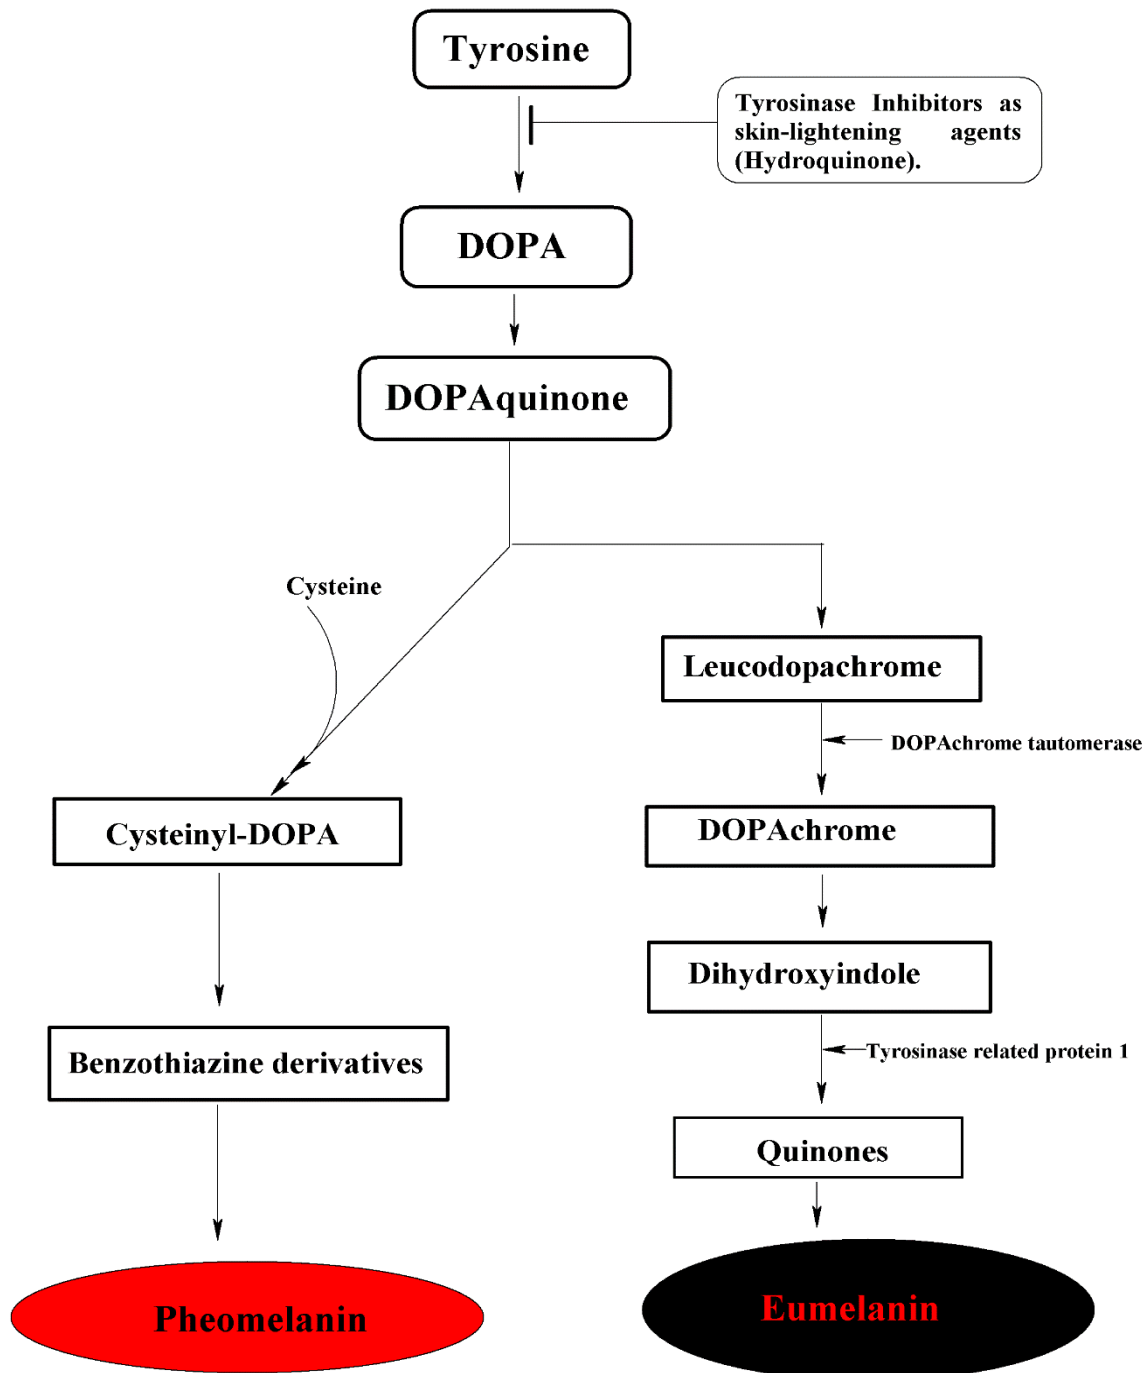 Tyrosine
Tyrosinase Inhibitors as
skin-lightening agents
(Hydroquinone).
DOPA
DOPAquinone
Cysteine
Leucodopachrome
DOPAchrome tautomerase
Cysteinyl-DOPA
DOPAchrome
Dihydroxyindole
Benzothiazine derivatives
Tyrosinase related protein 1
Quinones
Pheomelanin
Eumelanin